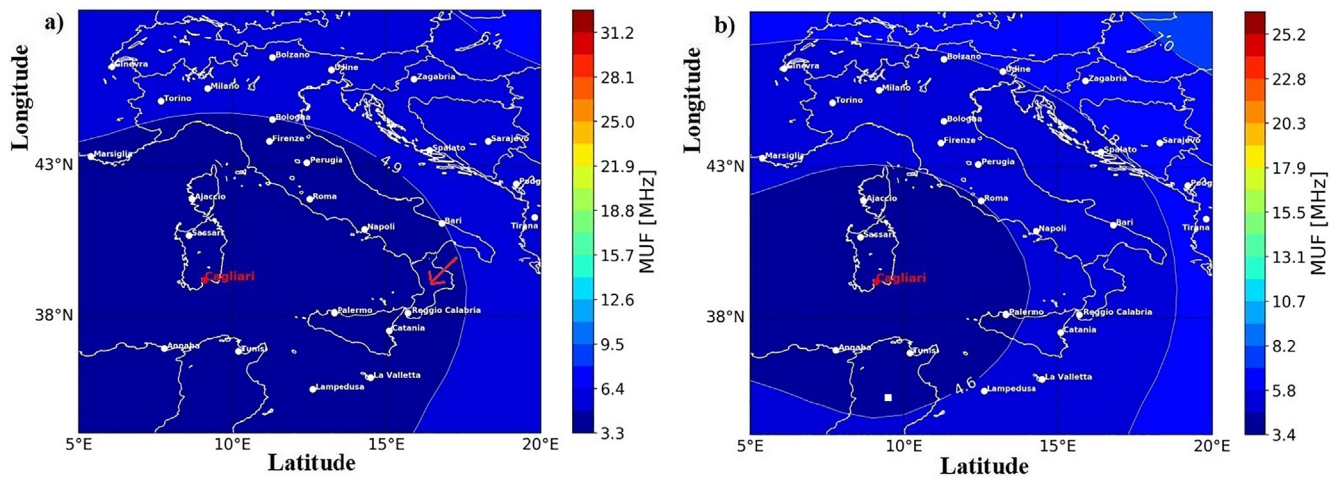 a)
Longitude
43°N
38°N
5°E
10°E
15°E
20°E
Latitude
6.4
4.9
Ginevra
Bolzano
Udine
Milano
Zagabria
Torino
Bologna
Firenze
Marsiglia
Perugia
Spalato
Sarajevo
Podg
Ajaccio
Roma
Bari
Tirana
Napoli
Sassari
Cagliari
Palermo
Reggio Calabria
Catania
Annaba
Tunisi
La Valletta
Lampedusa
31.2
28.1
25.0
21.9
18.8
15.7
12.6
9.5
6.4
3.3
MUF [MHz]
b)
Longitude
43°N
38°N
5°E
10°E
15°E
20°E
Latitude
7.0
5.8
4.6
Ginevra
Bolzano
Udine
Milano
Zagabria
Torino
Bologna
Firenze
Marsiglia
Perugia
Spalato
Sarajevo
Podg
Ajaccio
Roma
Bari
Tirana
Napoli
Sassari
Cagliari
Palermo
Reggio Calabria
Catania
Annaba
Tunisi
La Valletta
Lampedusa
25.2
22.8
20.3
17.9
15.5
13.1
10.7
8.2
5.8
3.4
MUF [MHz]